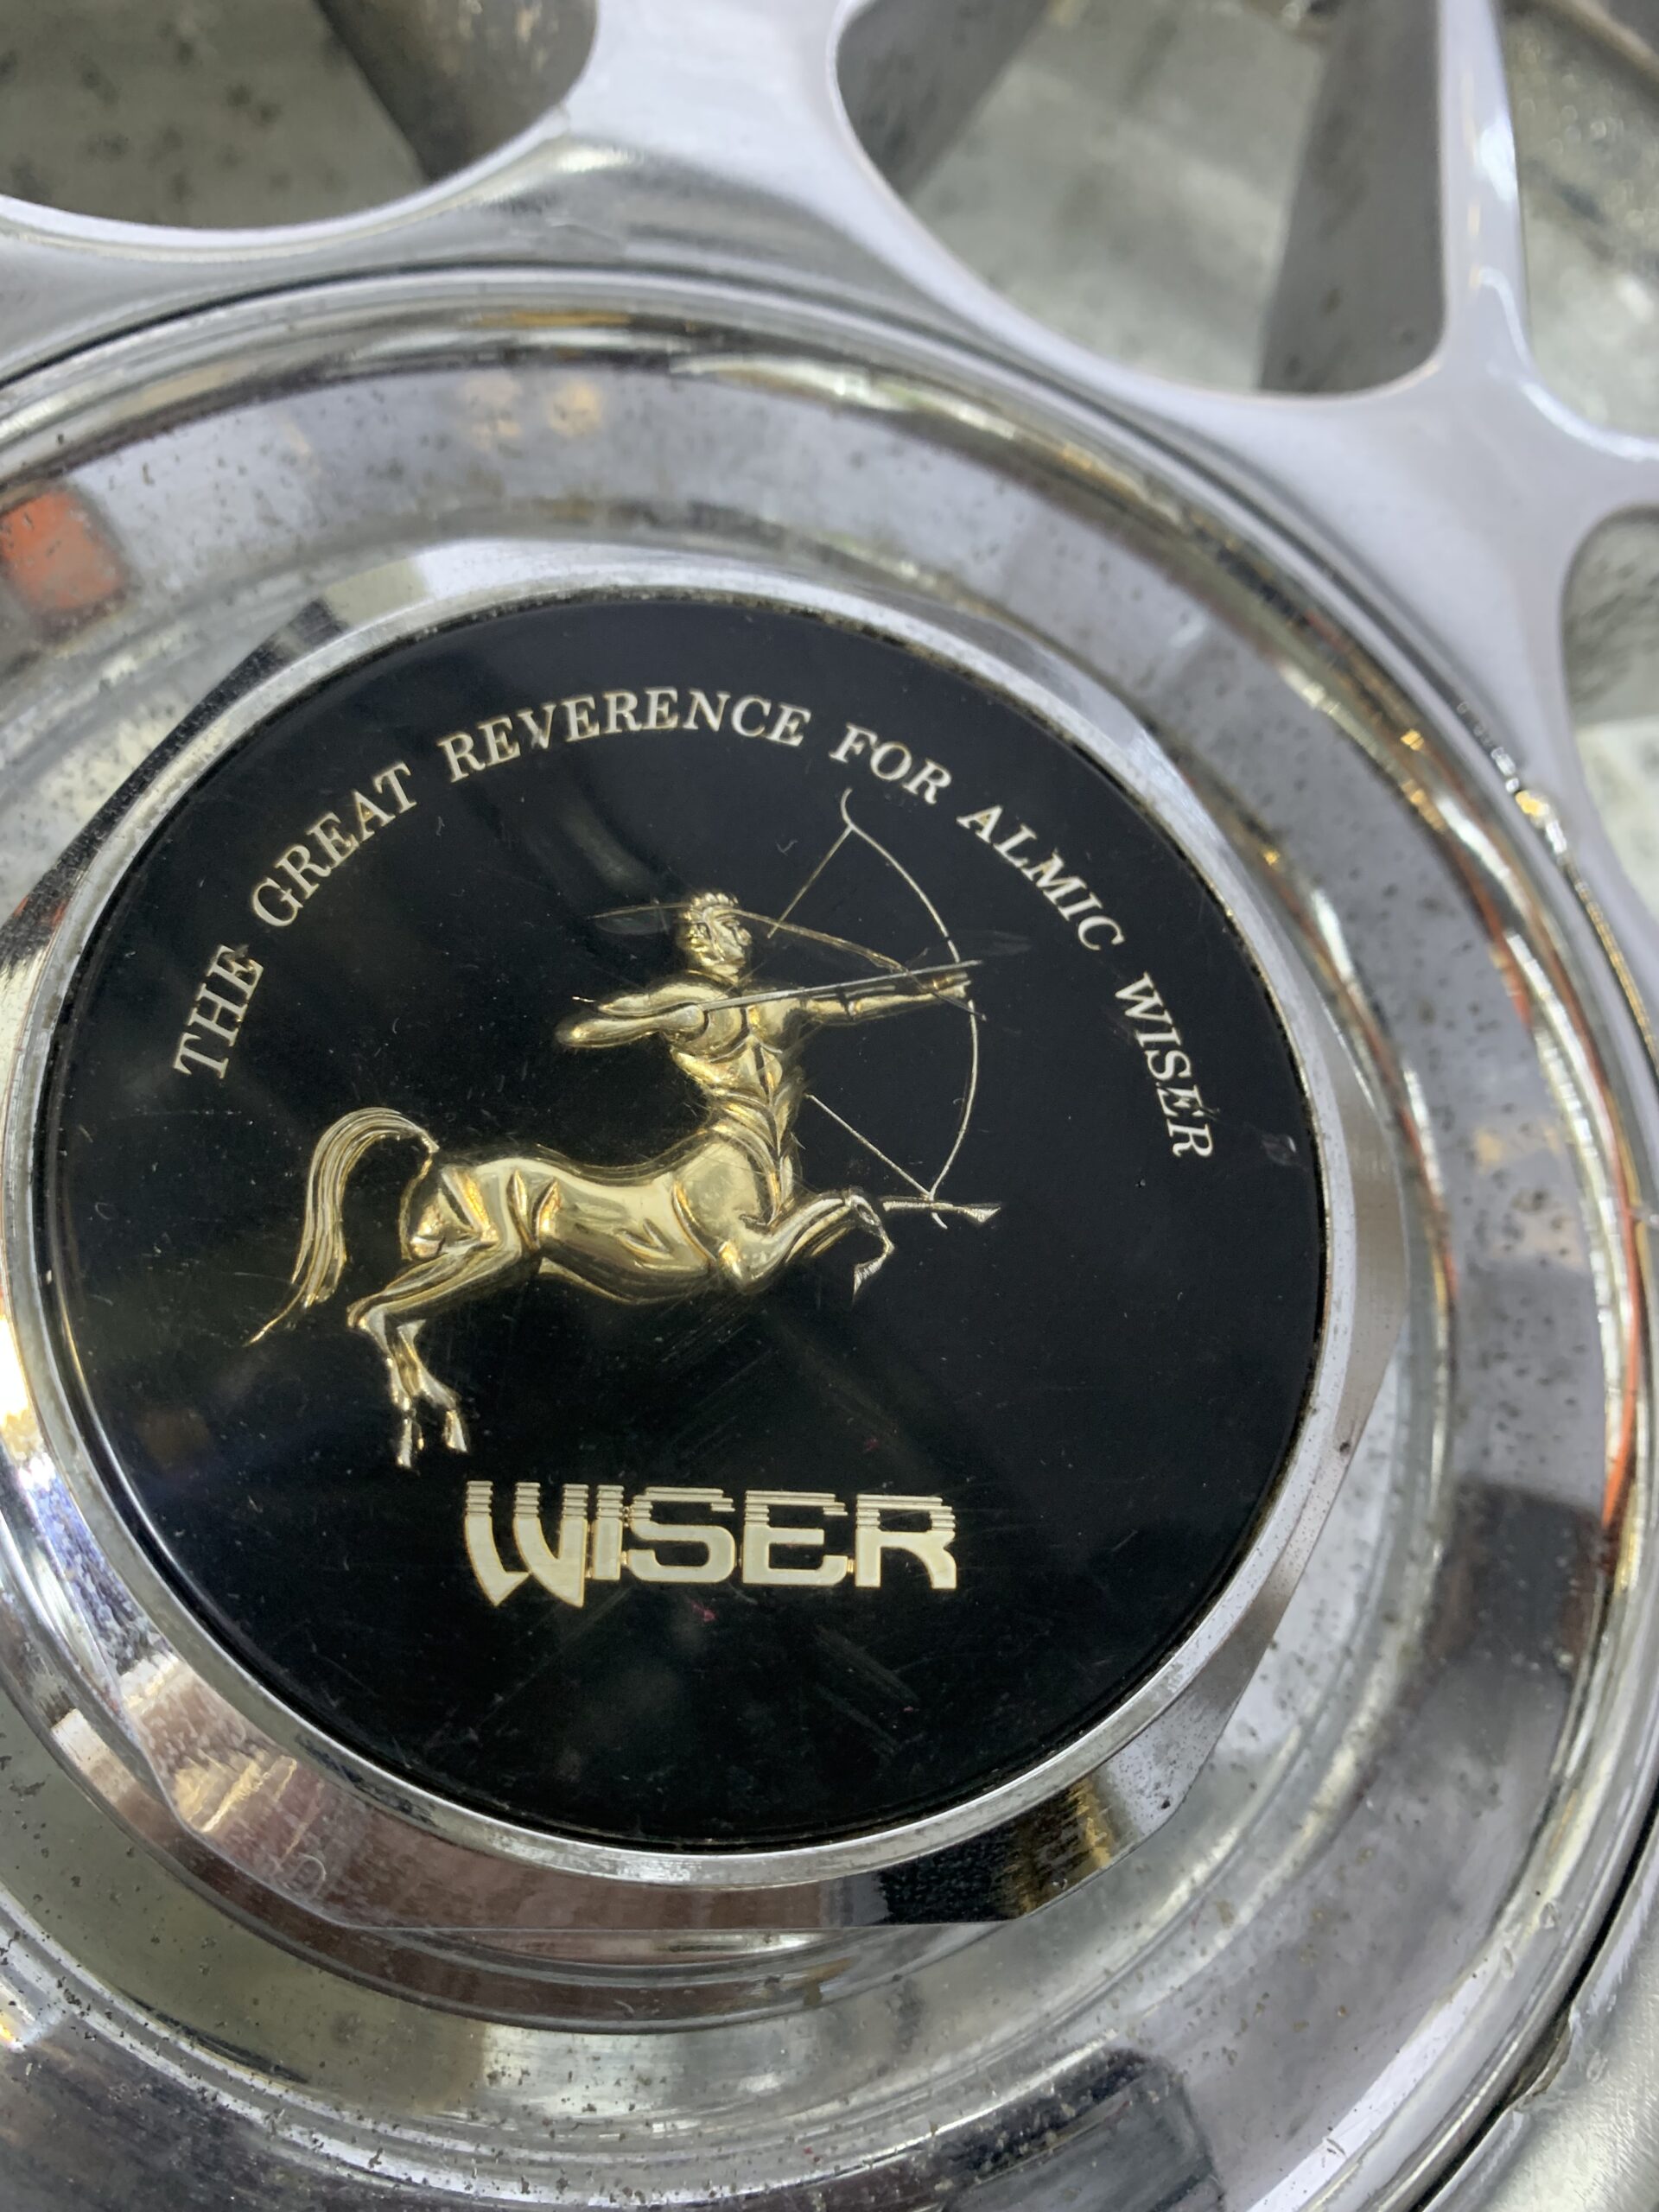 THE GREAT REVERENCE FOR ALMIC WISER
WISER